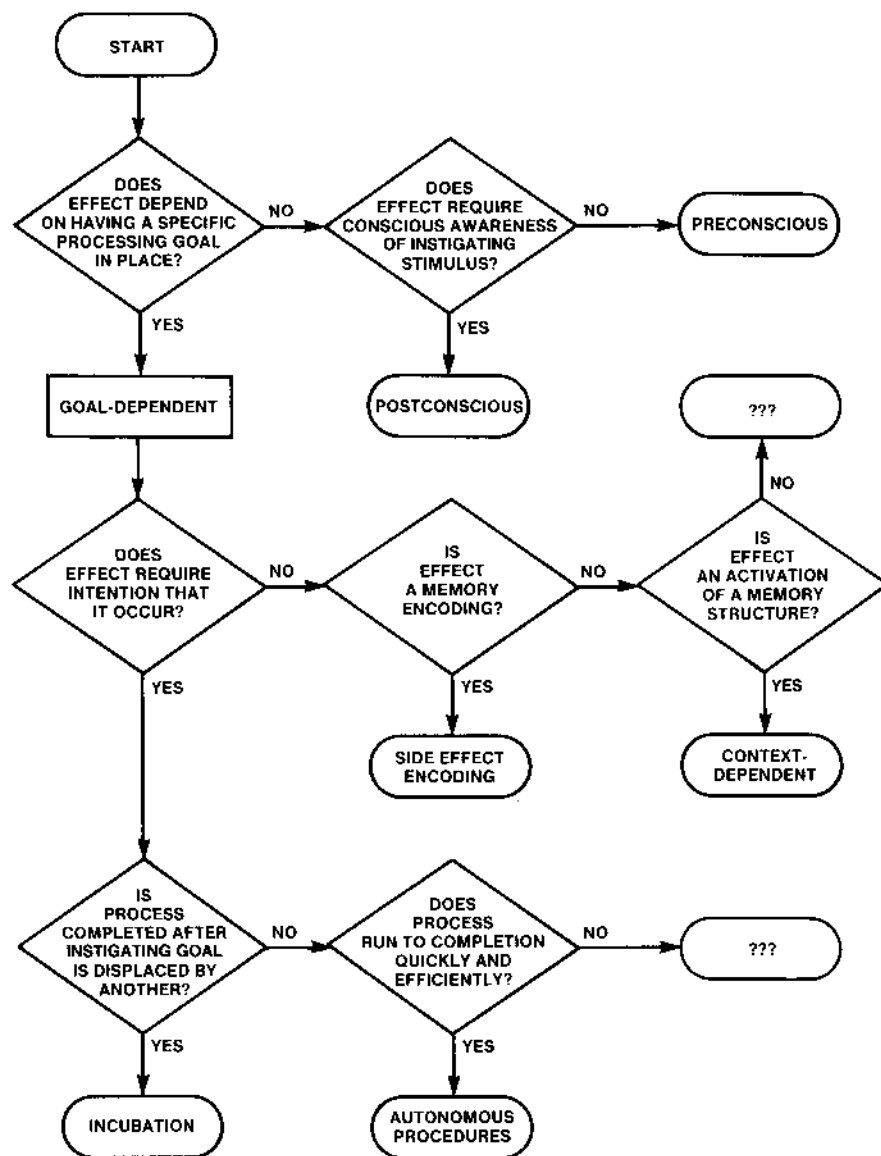 START
DOES
EFFECT DEPEND
ON HAVING A SPECIFIC
PROCESSING GOAL
IN PLACE?
NO
DOES
EFFECT REQUIRE
CONSCIOUS AWARENESS
OF INSTIGATING
STIMULUS?
NO
PRECONSCIOUS
YES
YES
GOAL-DEPENDENT
POSTCONSCIOUS
???
NO
DOES
EFFECT REQUIRE
INTENTION THAT
IT OCCUR?
NO
IS
EFFECT
A MEMORY
ENCODING?
NO
IS
EFFECT
AN ACTIVATION
OF A MEMORY
STRUCTURE?
YES
YES
YES
SIDE EFFECT
ENCODING
CONTEXT-
DEPENDENT
IS
PROCESS
COMPLETED AFTER
INSTIGATING GOAL
IS DISPLACED BY
ANOTHER?
NO
DOES
PROCESS
RUN TO COMPLETION
QUICKLY AND
EFFICIENTLY?
NO
???
YES
YES
INCUBATION
AUTONOMOUS
PROCEDURES